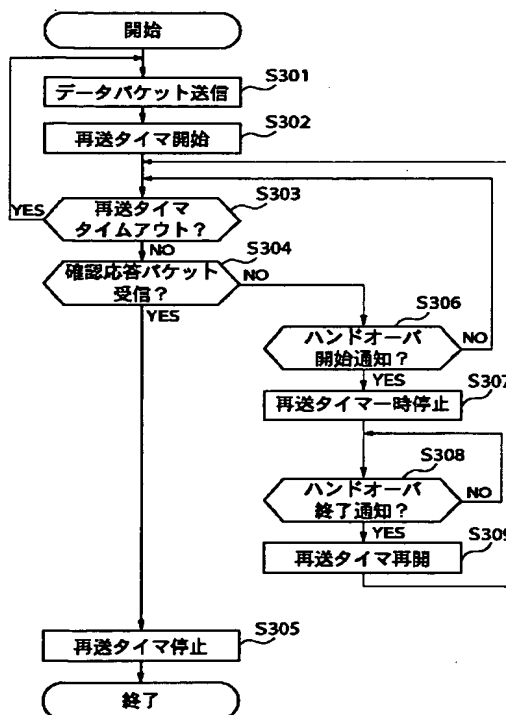 開始
S301
データパケット送信
S302
再送タイマ開始
S303
再送タイマ
タイムアウト?
YES
NO
S304
確認応答パケット
受信?
NO
YES
S306
ハンドオーバ
開始通知?
NO
YES
S307
再送タイマ一時停止
S308
ハンドオーバ
終了通知?
NO
YES
S309
再送タイマ再開
S305
再送タイマ停止
終了